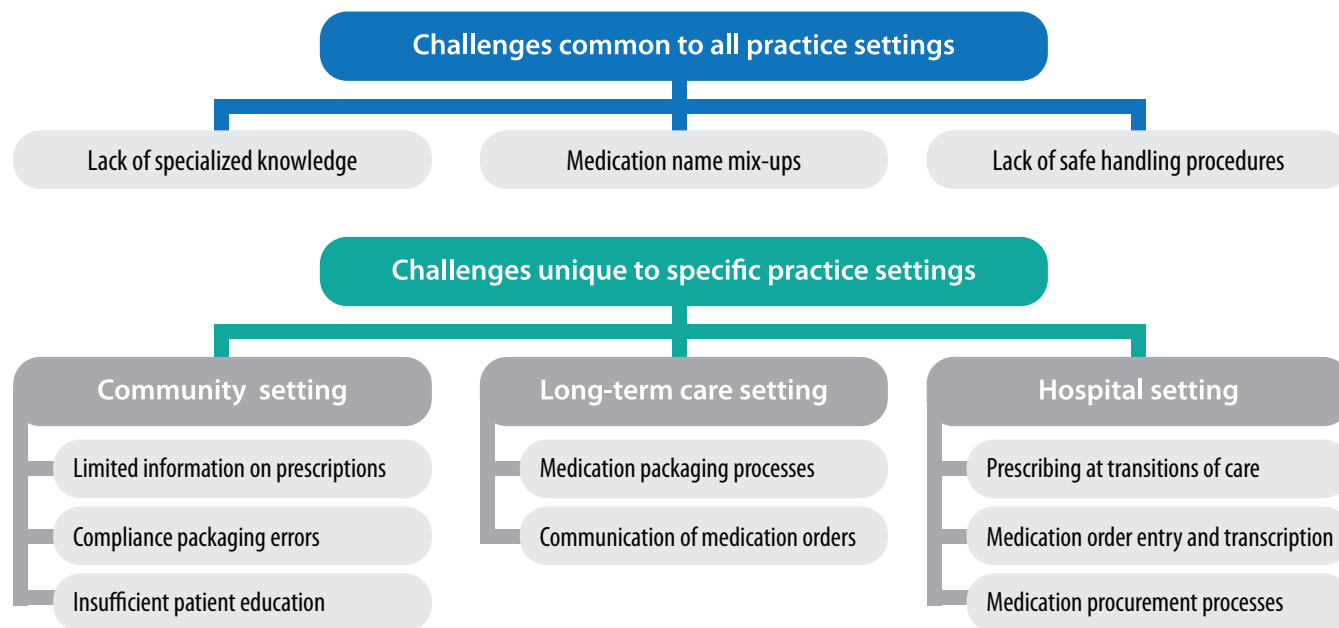 Challenges common to all practice settings
Lack of specialized knowledge
Medication name mix-ups
Lack of safe handling procedures
Challenges unique to specific practice settings
Community setting
Limited information on prescriptions
Compliance packaging errors
Insufficient patient education
Long-term care setting
Medication packaging processes
Communication of medication orders
Hospital setting
Prescribing at transitions of care
Medication order entry and transcription
Medication procurement processes